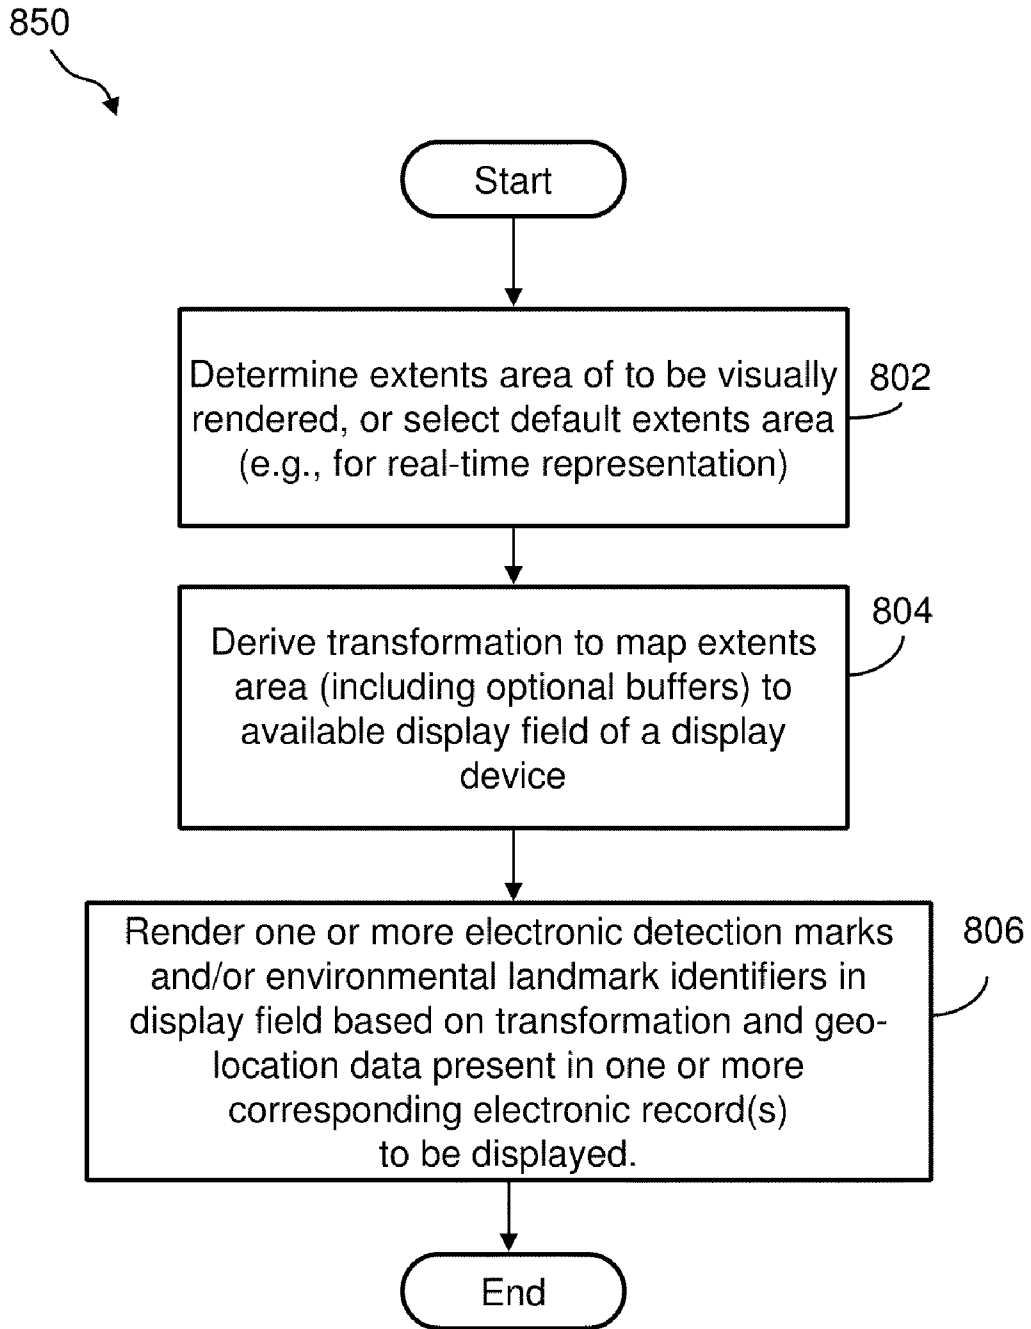 850
Start
Determine extents area of to be visually
rendered, or select default extents area
(e.g., for real-time representation)
802
Derive transformation to map extents
area (including optional buffers) to
available display field of a display
device
804
Render one or more electronic detection marks
and/or environmental landmark identifiers in
display field based on transformation and geo-
location data present in one or more
corresponding electronic record(s)
to be displayed.
806
End